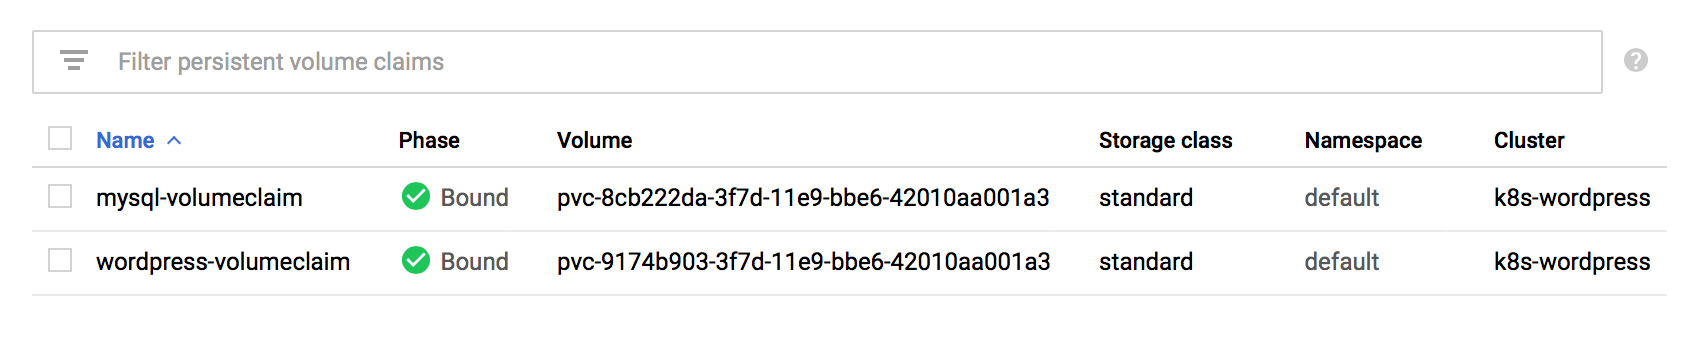 Filter persistent volume claims
Name Phase Volume Storage class Namespace Cluster
mysql-volumeclaim Bound pvc-8cb222da-3f7d-11e9-bbe6-42010aa001a3 standard default k8s-wordpress
wordpress-volumeclaim Bound pvc-9174b903-3f7d-11e9-bbe6-42010aa001a3 standard default k8s-wordpress